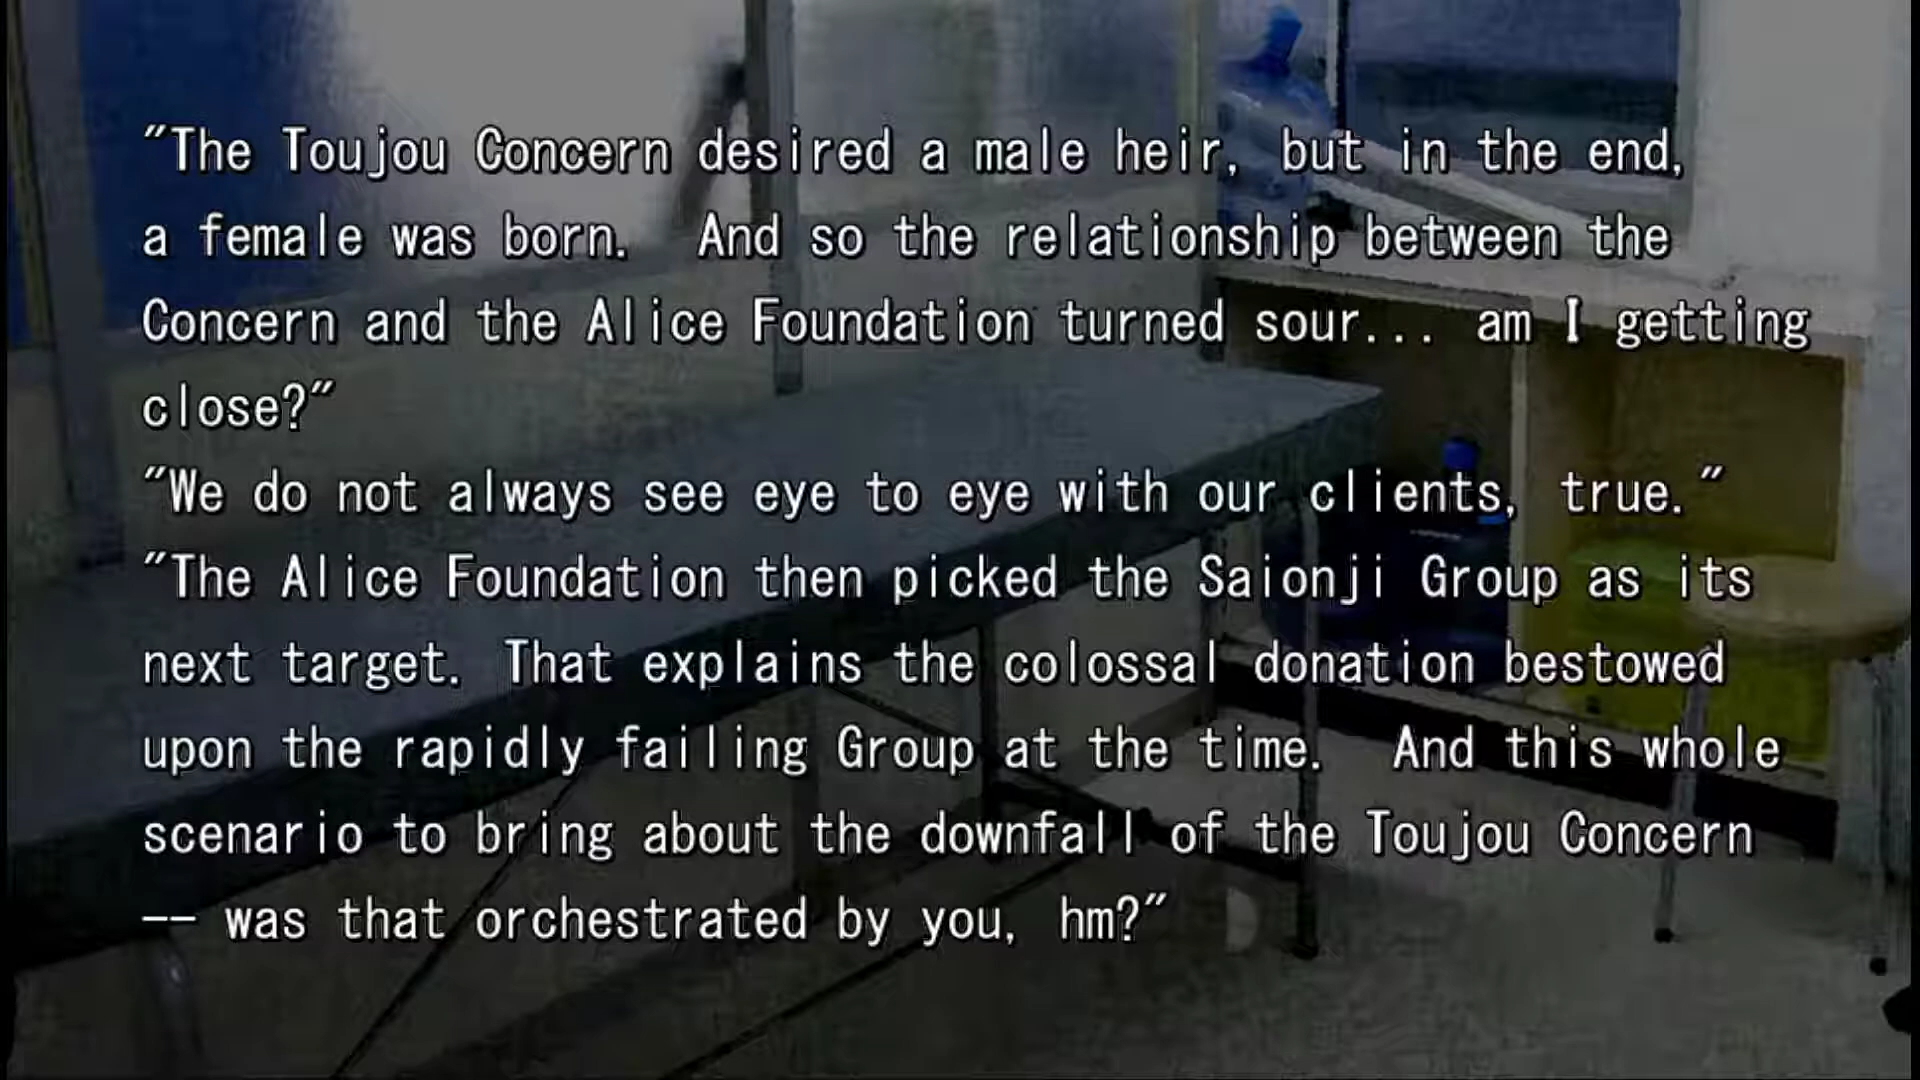 "The Toujou Concern desired a male heir, but in the end,
a female was born.  And so the relationship between the
Concern and the Alice Foundation turned sour... am I getting
close?"
"We do not always see eye to eye with our clients, true."
"The Alice Foundation then picked the Saionji Group as its
next target. That explains the colossal donation bestowed
upon the rapidly failing Group at the time.  And this whole
scenario to bring about the downfall of the Toujou Concern
-- was that orchestrated by you, hm?"